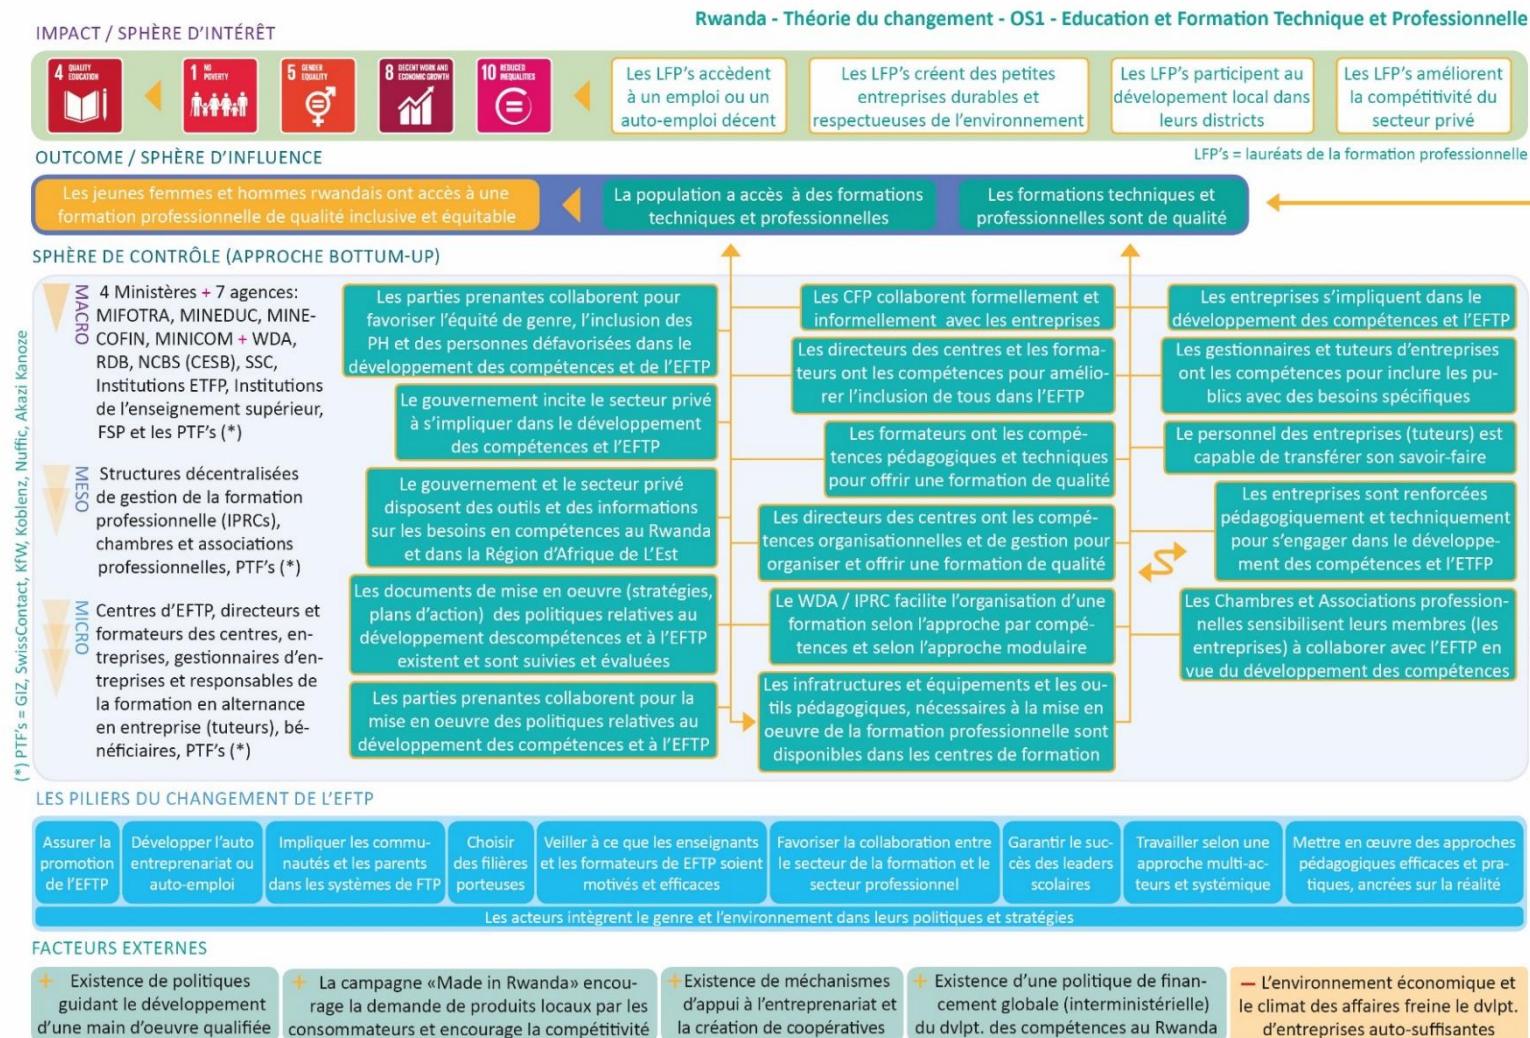 Rwanda - Théorie du changement - OS1 - Education et Formation Technique et Professionnelle
IMPACT / SPHÈRE D'INTÉRÊT
4 QUALITY
EDUCATION
1 NO
POVERTY
5 GENDER
EQUALITY
8 DECENT WORK AND
ECONOMIC GROWTH
10 REDUCED
INEQUALITIES
Les LFP's accèdent
à un emploi ou un
auto-emploi décent
Les LFP's créent des petites
entreprises durables et
respectueuses de l'environnement
Les LFP's participent au
dévelopement local dans
leurs districts
Les LFP's améliorent
la compétitivité du
secteur privé
OUTCOME / SPHÈRE D'INFLUENCE
LFP's = lauréats de la formation professionnelle
Les jeunes femmes et hommes rwandais ont accès à une
formation professionnelle de qualité inclusive et équitable
La population a accès à des formations
techniques et professionnelles
Les formations techniques et
professionnelles sont de qualité
SPHÈRE DE CONTRÔLE (APPROCHE BOTTUM-UP)
MACRO
4 Ministères + 7 agences:
MIFOTRA, MINEDUC, MINE-
COFIN, MINICOM + WDA,
RDB, NCBS (CESB), SSC,
Institutions ETFP, Institutions
de l'enseignement supérieur,
FSP et les PTF's (*)
MESO
Structures décentralisées
de gestion de la formation
professionnelle (IPRCs),
chambres et associations
professionnelles, PTF's (*)
MICRO
Centres d'EFTP, directeurs et
formateurs des centres, en-
treprises, gestionnaires d'en-
treprises et responsables de
la formation en alternance
en entreprise (tuteurs), bé-
néficiaires, PTF's (*)
(*) PTF's = GIZ, SwissContact, KfW, Koblenz, Nuffic, Akazi Kanoze
Les parties prenantes collaborent pour
favoriser l'équité de genre, l'inclusion des
PH et des personnes défavorisées dans le
développement des compétences et de l'EFTP
Le gouvernement incite le secteur privé
à s'impliquer dans le développement
des compétences et l'EFTP
Le gouvernement et le secteur privé
disposent des outils et des informations
sur les besoins en compétences au Rwanda
et dans la Région d'Afrique de L'Est
Les documents de mise en oeuvre (stratégies,
plans d'action) des politiques relatives au
développement descompétences et à l'EFTP
existent et sont suivies et évaluées
Les parties prenantes collaborent pour la
mise en oeuvre des politiques relatives au
développement des compétences et à l'EFTP
Les CFP collaborent formellement et
informellement avec les entreprises
Les directeurs des centres et les forma-
teurs ont les compétences pour amélio-
rer l'inclusion de tous dans l'EFTP
Les formateurs ont les compé-
tences pédagogiques et techniques
pour offrir une formation de qualité
Les directeurs des centres ont les compé-
tences organisationnelles et de gestion pour
organiser et offrir une formation de qualité
Le WDA / IPRC facilite l'organisation d'une
formation selon l'approche par compé-
tences et selon l'approche modulaire
Les infratructures et équipements et les ou-
tils pédagogiques, nécessaires à la mise en
oeuvre de la formation professionnelle sont
disponibles dans les centres de formation
Les entreprises s'impliquent dans le
développement des compétences et l'EFTP
Les gestionnaires et tuteurs d'entreprises
ont les compétences pour inclure les pu-
blics avec des besoins spécifiques
Le personnel des entreprises (tuteurs) est
capable de transférer son savoir-faire
Les entreprises sont renforcées
pédagogiquement et techniquement
pour s'engager dans le développe-
ment des compétences et l'ETFP
Les Chambres et Associations profession-
nelles sensibilisent leurs membres (les
entreprises) à collaborer avec l'EFTP en
vue du développement des compétences
LES PILIERS DU CHANGEMENT DE L'EFTP
Assurer la
promotion
de l'EFTP
Développer l'auto
entreprenariat ou
auto-emploi
Impliquer les commu-
nautés et les parents
dans les systèmes de FTP
Choisir
des filières
porteuses
Veiller à ce que les enseignants
et les formateurs de EFTP soient
motivés et efficaces
Favoriser la collaboration entre
le secteur de la formation et le
secteur professionnel
Garantir le suc-
cès des leaders
scolaires
Travailler selon une
approche multi-ac-
teurs et systémique
Mettre en œuvre des approches
pédagogiques efficaces et pra-
tiques, ancrées sur la réalité
Les acteurs intègrent le genre et l'environnement dans leurs politiques et stratégies
FACTEURS EXTERNES
+ Existence de politiques
guidant le développement
d'une main d'oeuvre qualifiée
+ La campagne «Made in Rwanda» encou-
rage la demande de produits locaux par les
consommateurs et encourage la compétitivité
+ Existence de méchanismes
d'appui à l'entreprenariat et
la création de coopératives
+ Existence d'une politique de finan-
cement globale (interministérielle)
du dvlpt. des compétences au Rwanda
– L'environnement économique et
le climat des affaires freine le dvlpt.
d'entreprises auto-suffisantes